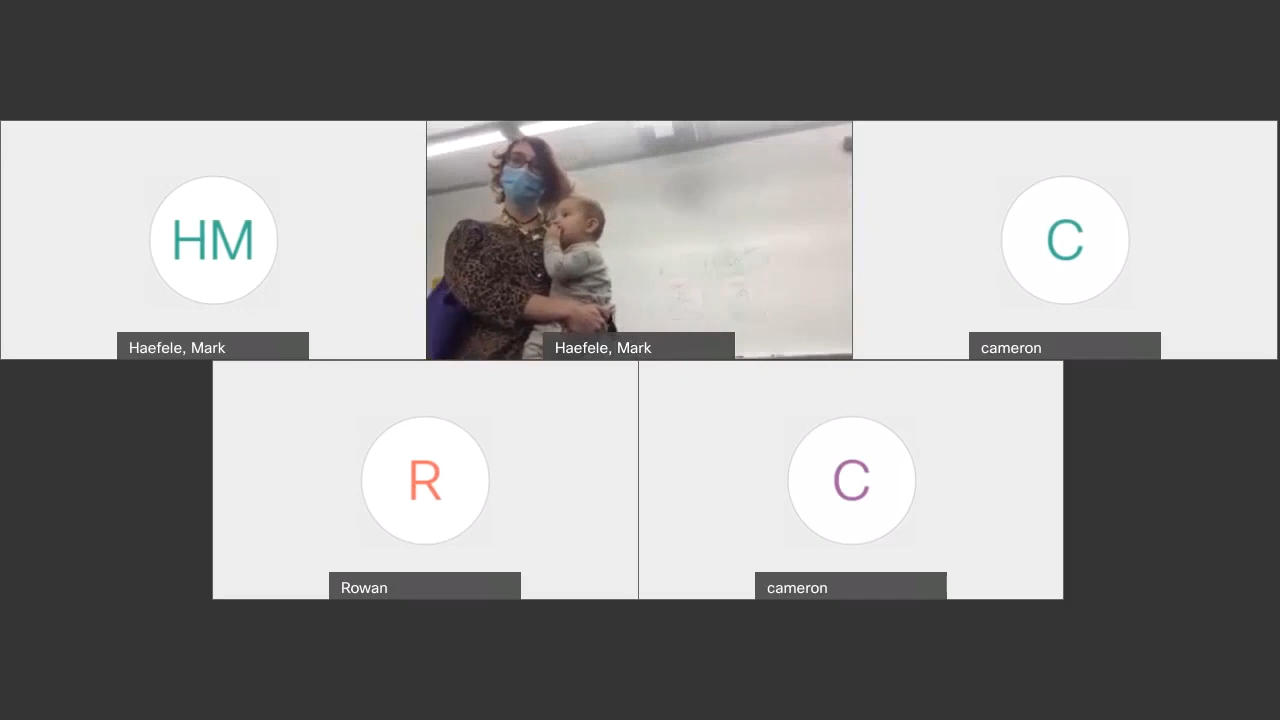 HM
Haefele, Mark
Haefele, Mark
C
cameron
R
Rowan
C
cameron